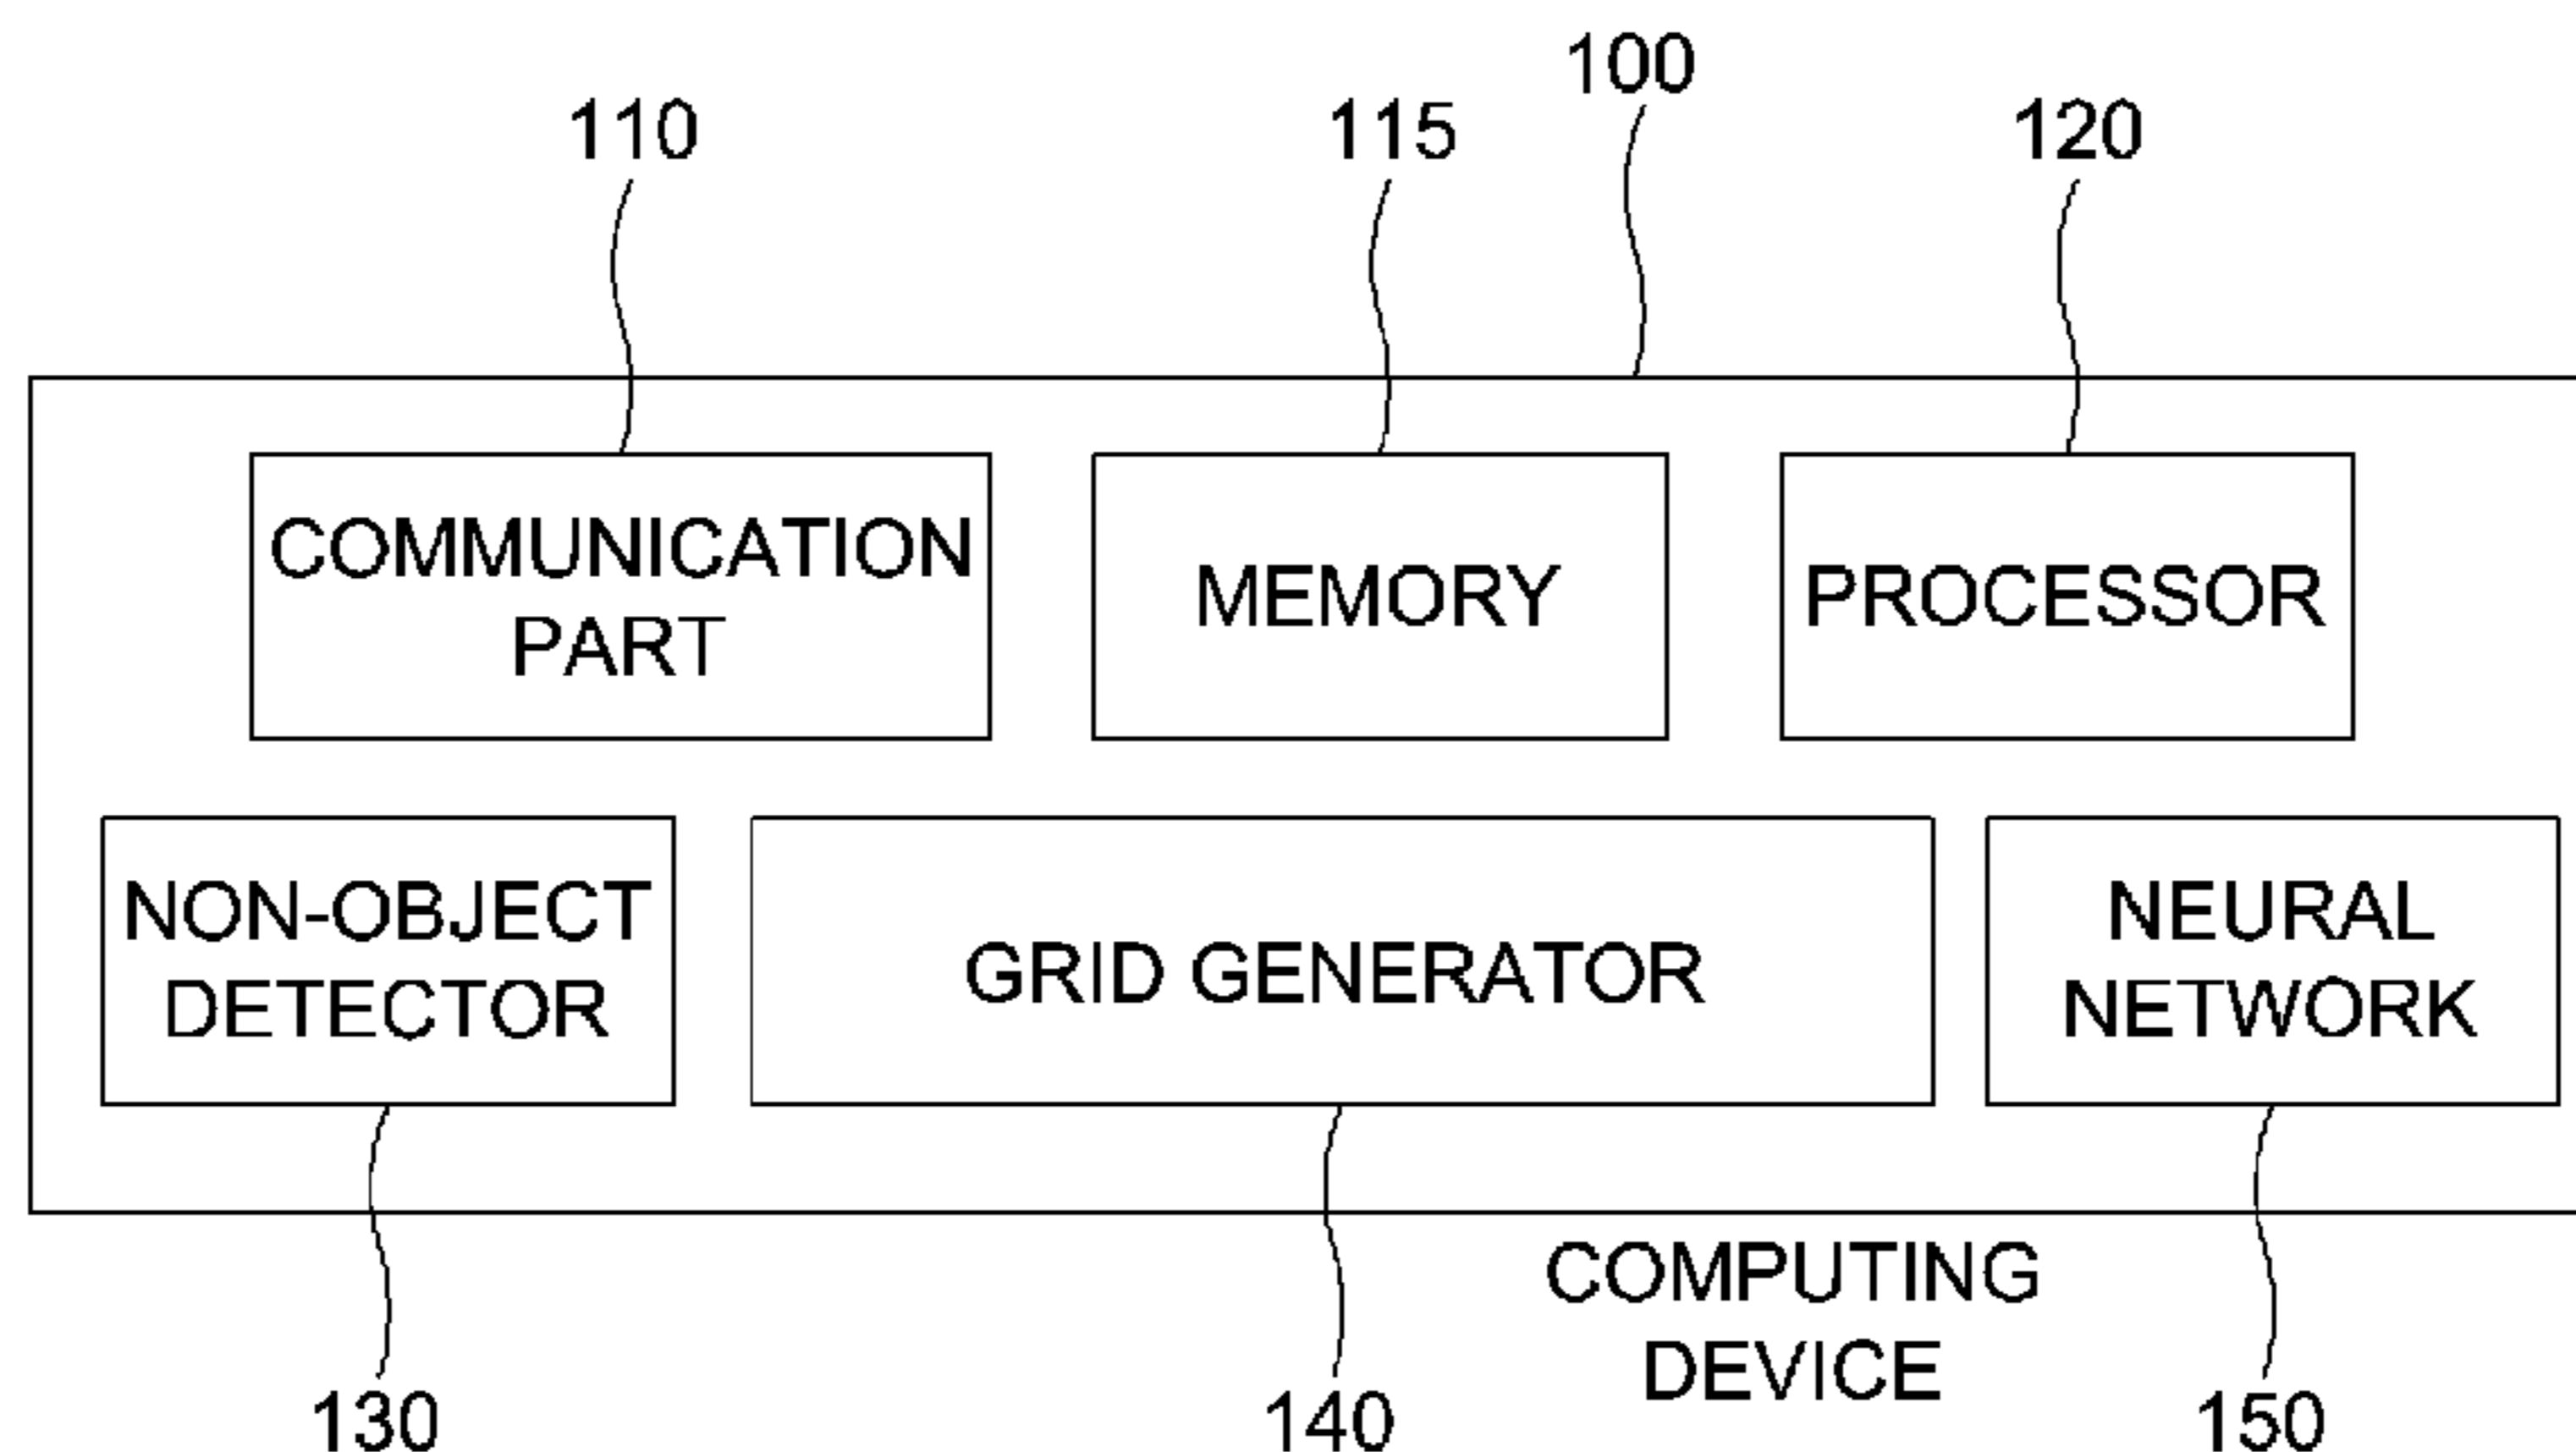 100
110
115
120
COMMUNICATION
PART
MEMORY
PROCESSOR
NON-OBJECT
DETECTOR
GRID GENERATOR
NEURAL
NETWORK
COMPUTING
DEVICE
130
140
150